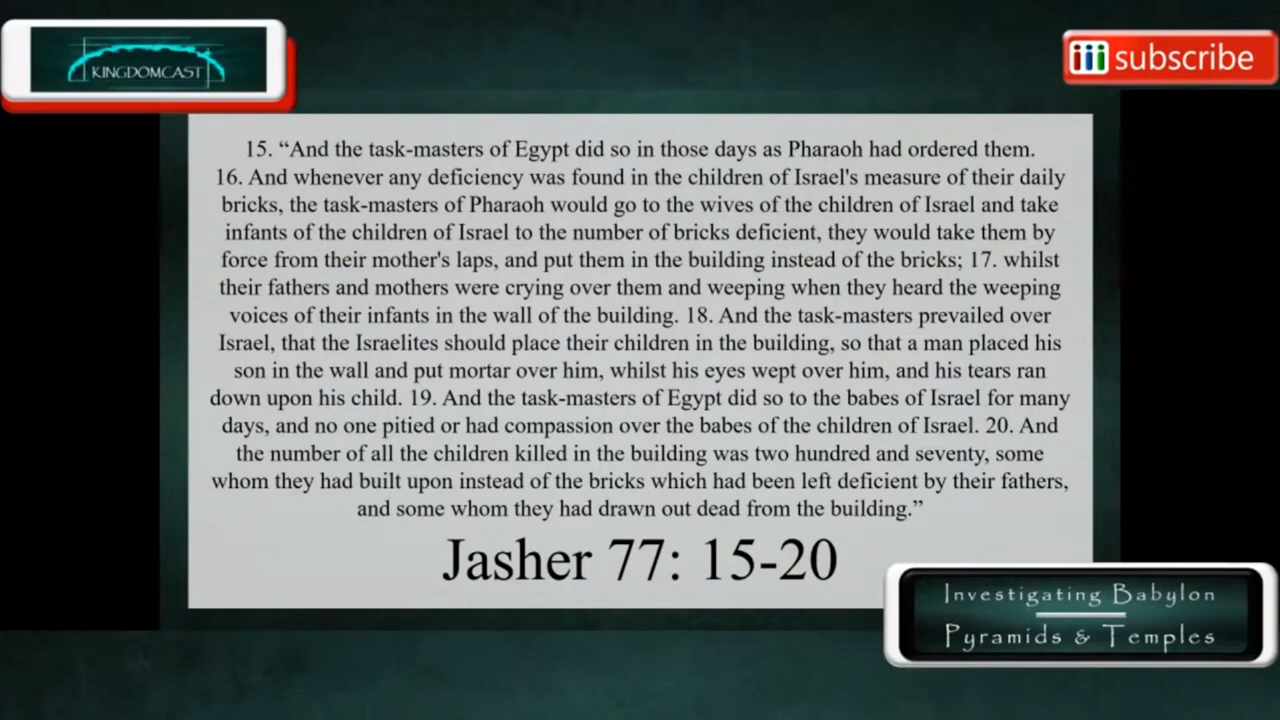 KINGDOMCAST
subscribe
15. “And the task-masters of Egypt did so in those days as Pharaoh had ordered them.
16. And whenever any deficiency was found in the children of Israel's measure of their daily
bricks, the task-masters of Pharaoh would go to the wives of the children of Israel and take
infants of the children of Israel to the number of bricks deficient, they would take them by
force from their mother's laps, and put them in the building instead of the bricks; 17. whilst
their fathers and mothers were crying over them and weeping when they heard the weeping
voices of their infants in the wall of the building. 18. And the task-masters prevailed over
Israel, that the Israelites should place their children in the building, so that a man placed his
son in the wall and put mortar over him, whilst his eyes wept over him, and his tears ran
down upon his child. 19. And the task-masters of Egypt did so to the babes of Israel for many
days, and no one pitied or had compassion over the babes of the children of Israel. 20. And
the number of all the children killed in the building was two hundred and seventy, some
whom they had built upon instead of the bricks which had been left deficient by their fathers,
and some whom they had drawn out dead from the building.”
Jasher 77: 15-20
Investigating Babylon
Pyramids & Temples